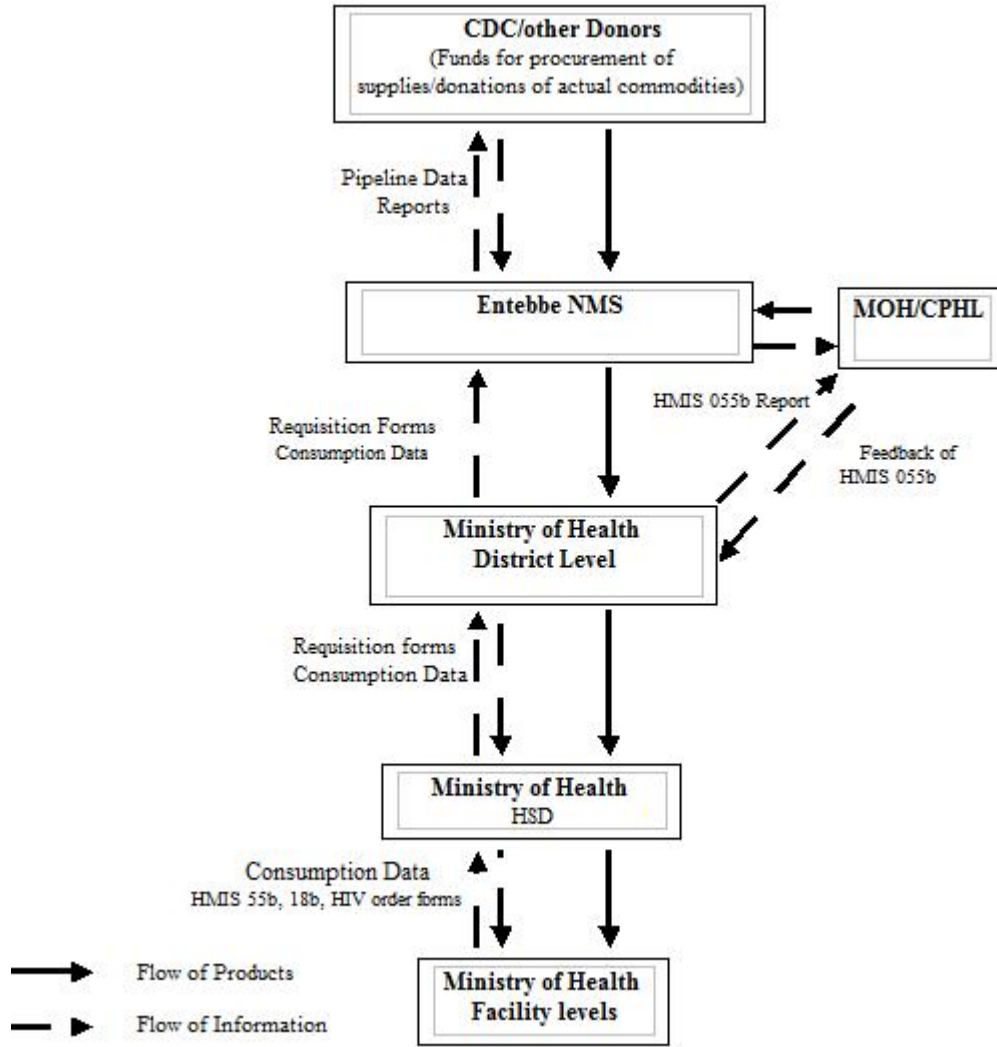 CDC/other Donors
(Funds for procurement of
supplies/donations of actual commodities)
Pipeline Data
Reports
Entebbe NMS
MOH/CPHL
HMIS 055b Report
Requisition Forms
Consumption Data
Feedback of
HMIS 055b
Ministry of Health
District Level
Requisition forms
Consumption Data
Ministry of Health
HSD
Consumption Data
HMIS 55b, 18b, HIV order forms
Ministry of Health
Facility levels
Flow of Products
Flow of Information